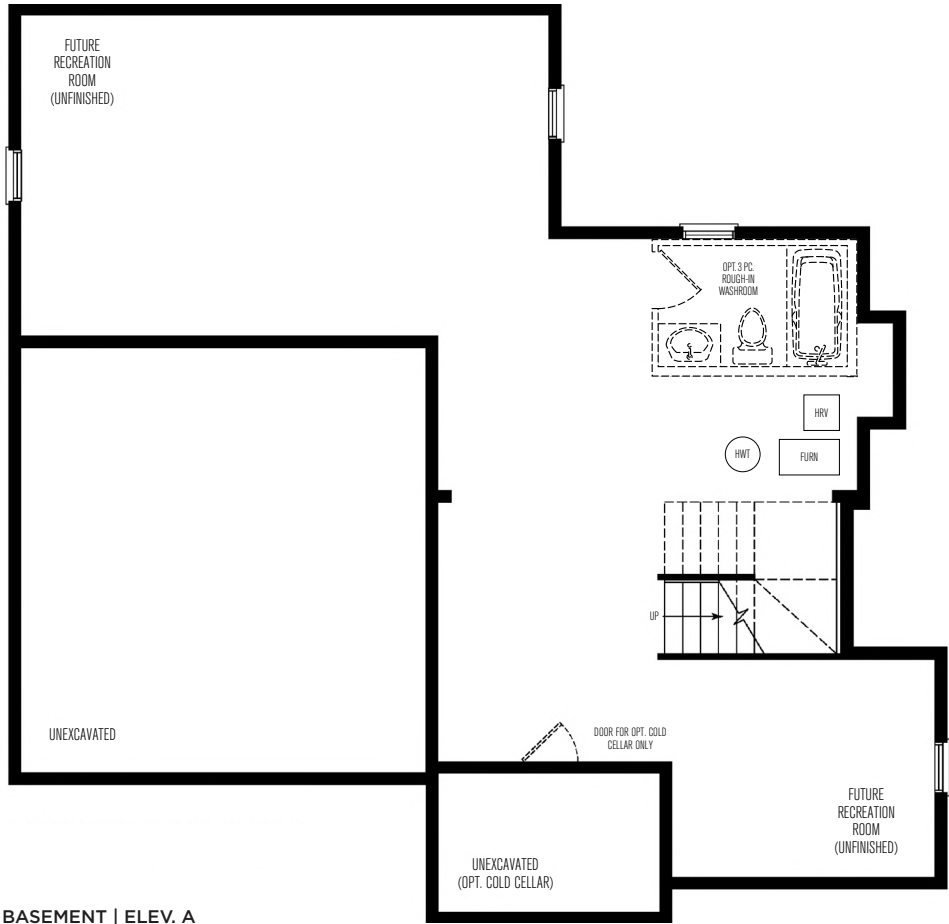 FUTURE
RECREATION
ROOM
(UNFINISHED)
OPT. 3 PC.
ROUGH-IN
WASHROOM
HRV
HWT
FURN
UP
UNEXCAVATED
DOOR FOR OPT. COLD
CELLAR ONLY
FUTURE
RECREATION
ROOM
(UNFINISHED)
UNEXCAVATED
(OPT. COLD CELLAR)
BASEMENT | ELEV. A